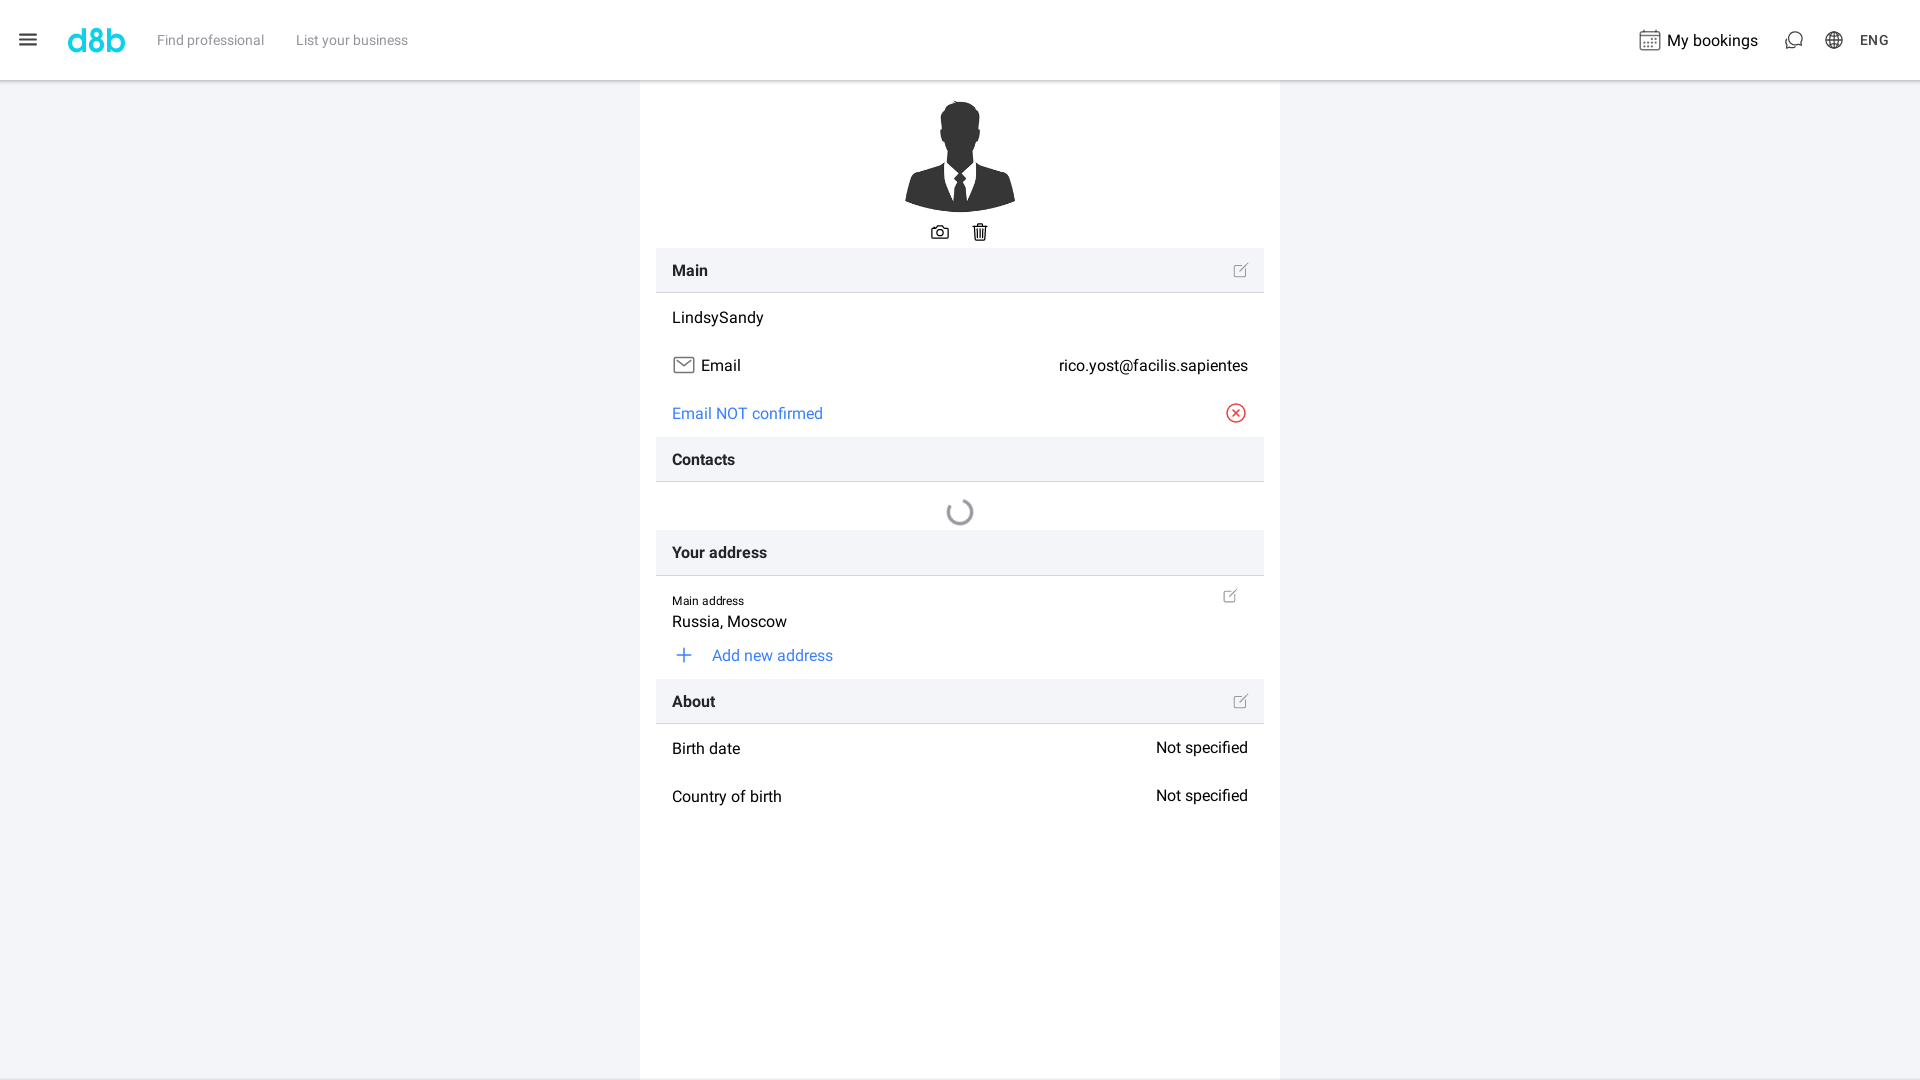 d8b
Find professional
List your business
My bookings
ENG
Main
LindsySandy
Email
rico.yost@facilis.sapientes
Email NOT confirmed
Contacts
Your address
Main address
Russia, Moscow
Add new address
About
Birth date
Not specified
Country of birth
Not specified